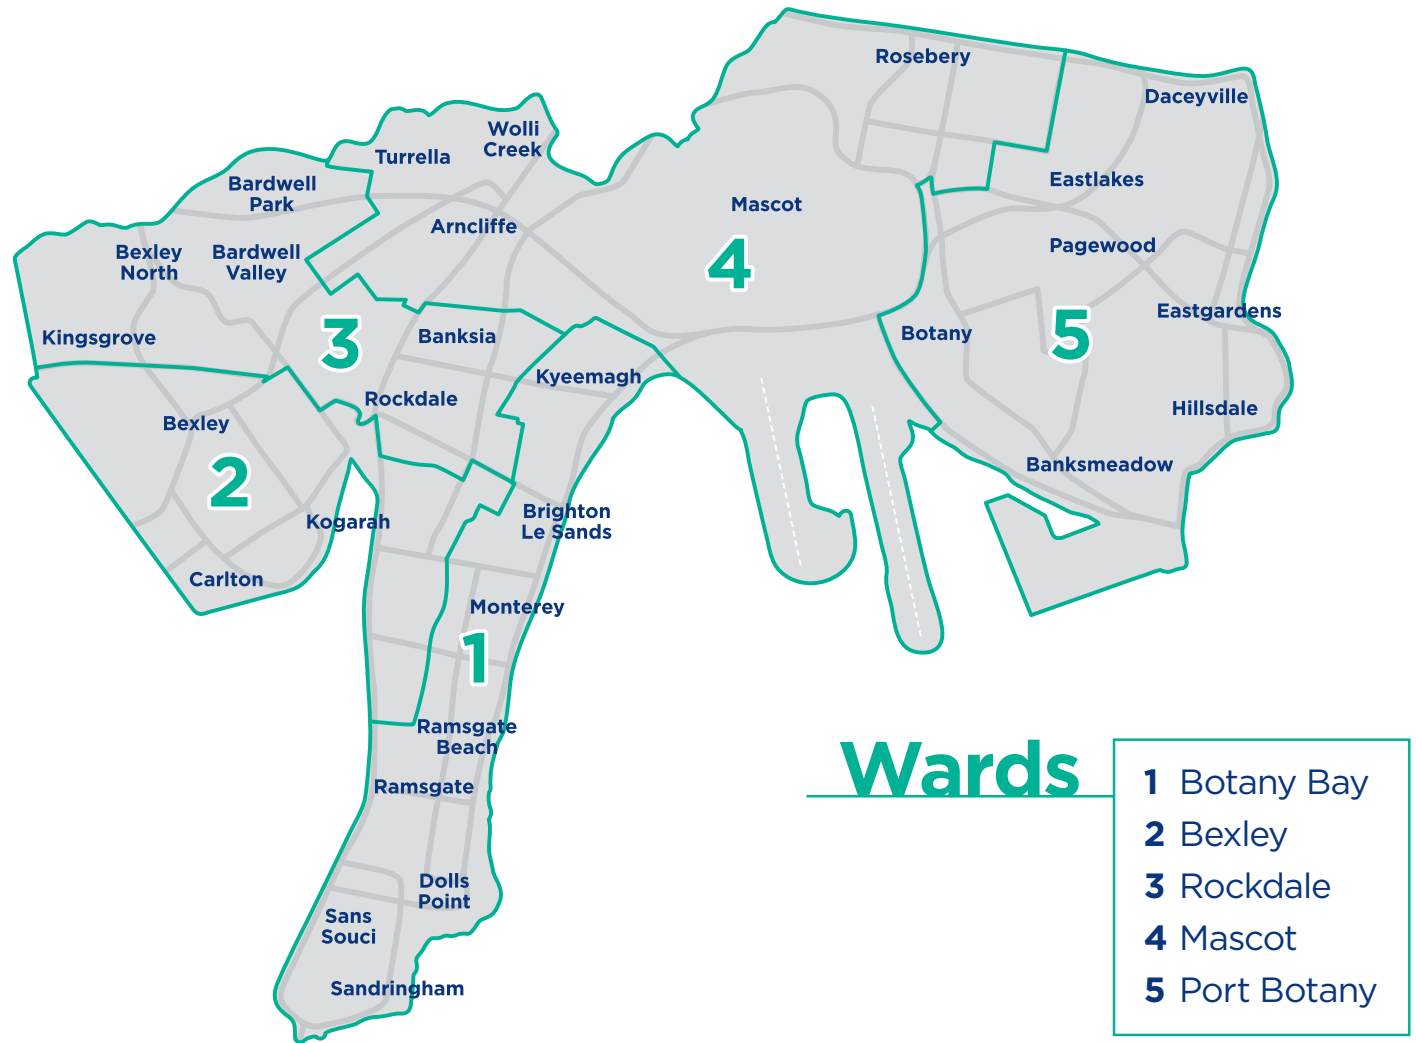 Rosebery
Daceyville
Wolli
Creek
Turrella
Bardwell
Park
Eastlakes
Mascot
Arncliffe
Bexley
North
Bardwell
Valley
Pagewood
4
Eastgardens
Kingsgrove
3
Banksia
Botany
5
Kyeemagh
Rockdale
Hillsdale
Bexley
Banksmeadow
2
Kogarah
Brighton
Le Sands
Carlton
Monterey
1
Ramsgate
Beach
Ramsgate
Dolls
Point
Sans
Souci
Sandringham
Wards
1 Botany Bay
2 Bexley
3 Rockdale
4 Mascot
5 Port Botany